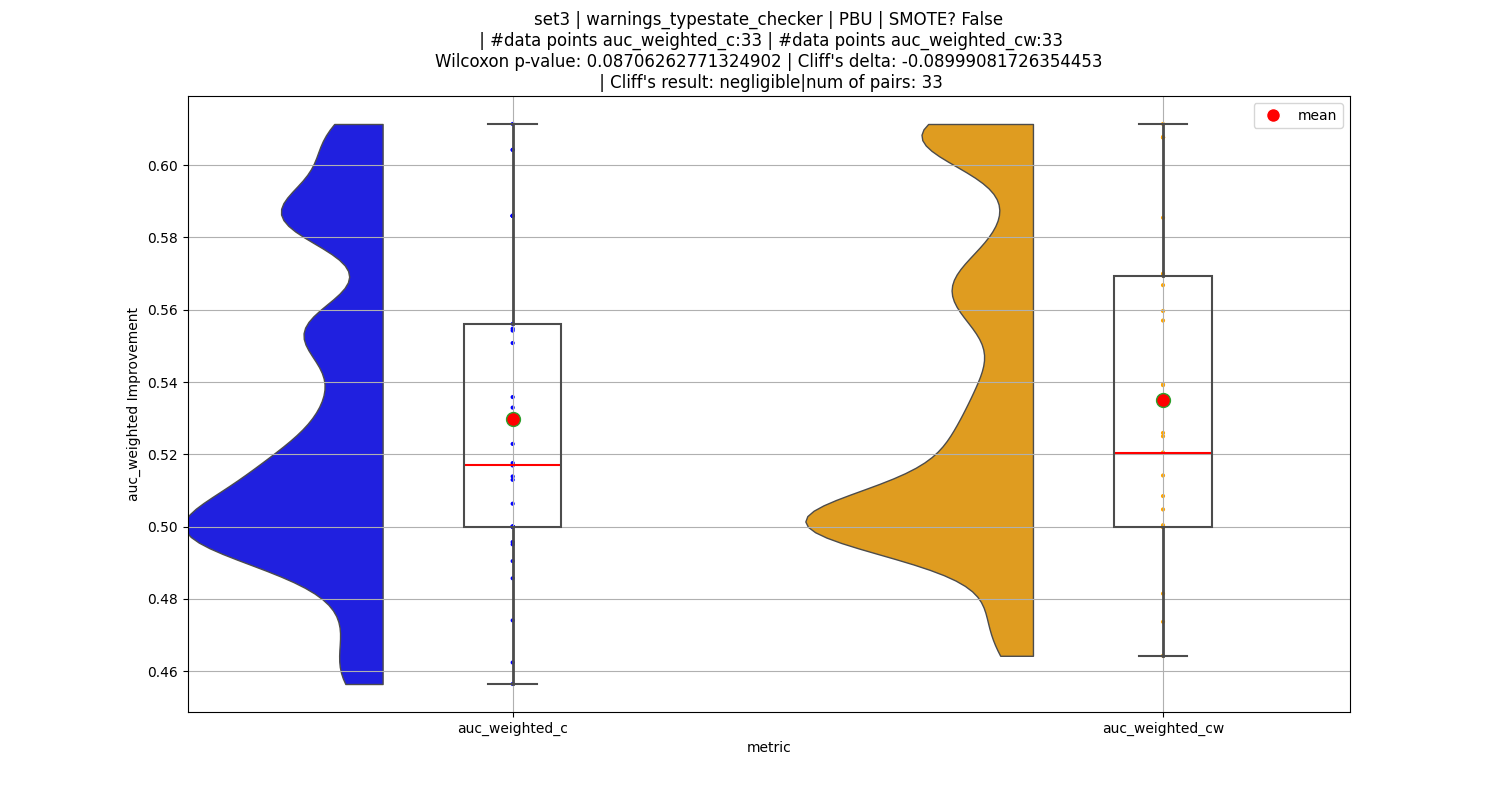 set3 | warnings_typestate_checker | PBU | SMOTE? False
| #data points auc_weighted_c:33 | #data points auc_weighted_cw:33
Wilcoxon p-value: 0.08706262771324902 | Cliff's delta: -0.08999081726354453
| Cliff's result: negligible|num of pairs: 33
mean
0.60
0.58
0.56
0.54
0.52
0.50
0.48
0.46
auc_weighted Improvement
auc_weighted_c
auc_weighted_cw
metric